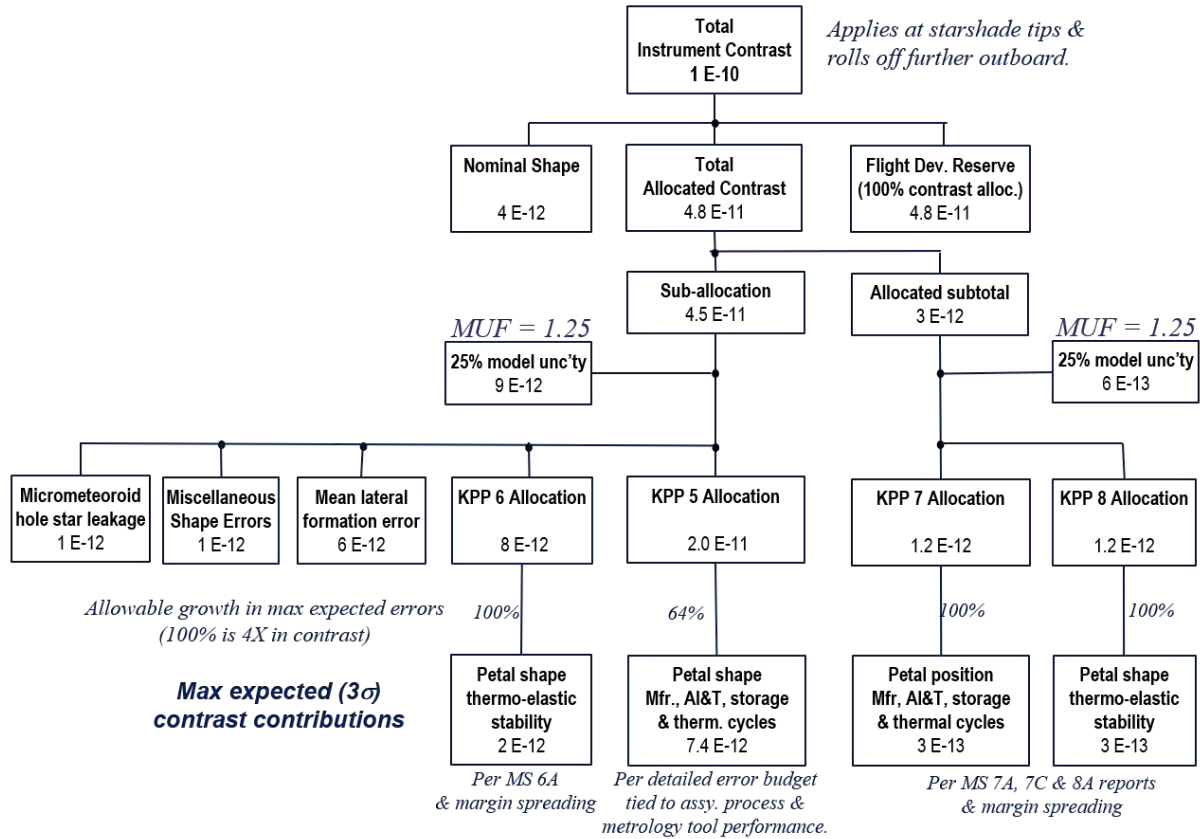 Total
Instrument Contrast
1 E-10
Applies at starshade tips &
rolls off further outboard.
Nominal Shape
4 E-12
Total
Allocated Contrast
4.8 E-11
Flight Dev. Reserve
(100% contrast alloc.)
4.8 E-11
Sub-allocation
4.5 E-11
Allocated subtotal
3 E-12
MUF = 1.25
25% model unc'ty
9 E-12
MUF = 1.25
25% model unc'ty
6 E-13
Micrometeoroid
hole star leakage
1 E-12
Miscellaneous
Shape Errors
1 E-12
Mean lateral
formation error
6 E-12
KPP 6 Allocation
8 E-12
KPP 5 Allocation
2.0 E-11
KPP 7 Allocation
1.2 E-12
KPP 8 Allocation
1.2 E-12
Allowable growth in max expected errors
(100% is 4X in contrast)
100%
64%
100%
100%
Max expected (3σ)
contrast contributions
Petal shape
thermo-elastic
stability
2 E-12
Petal shape
Mfr., AI&T, storage
& therm. cycles
7.4 E-12
Petal position
Mfr, AI&T, storage
& thermal cycles
3 E-13
Petal shape
thermo-elastic
stability
3 E-13
Per MS 6A
& margin spreading
Per detailed error budget
tied to assy. process &
metrology tool performance.
Per MS 7A, 7C & 8A reports
& margin spreading